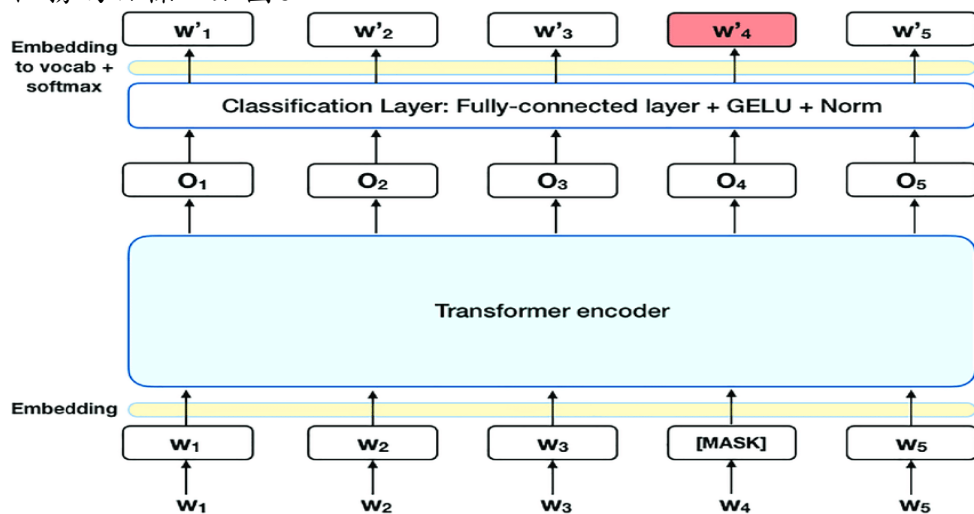 w'1 w'2 w'3 w'4 w'5
Embedding
to vocab +
softmax
Classification Layer: Fully-connected layer + GELU + Norm
O1 O2 O3 O4 O5
Transformer encoder
Embedding
W1 W2 W3 [MASK] W5
W1 W2 W3 W4 W5